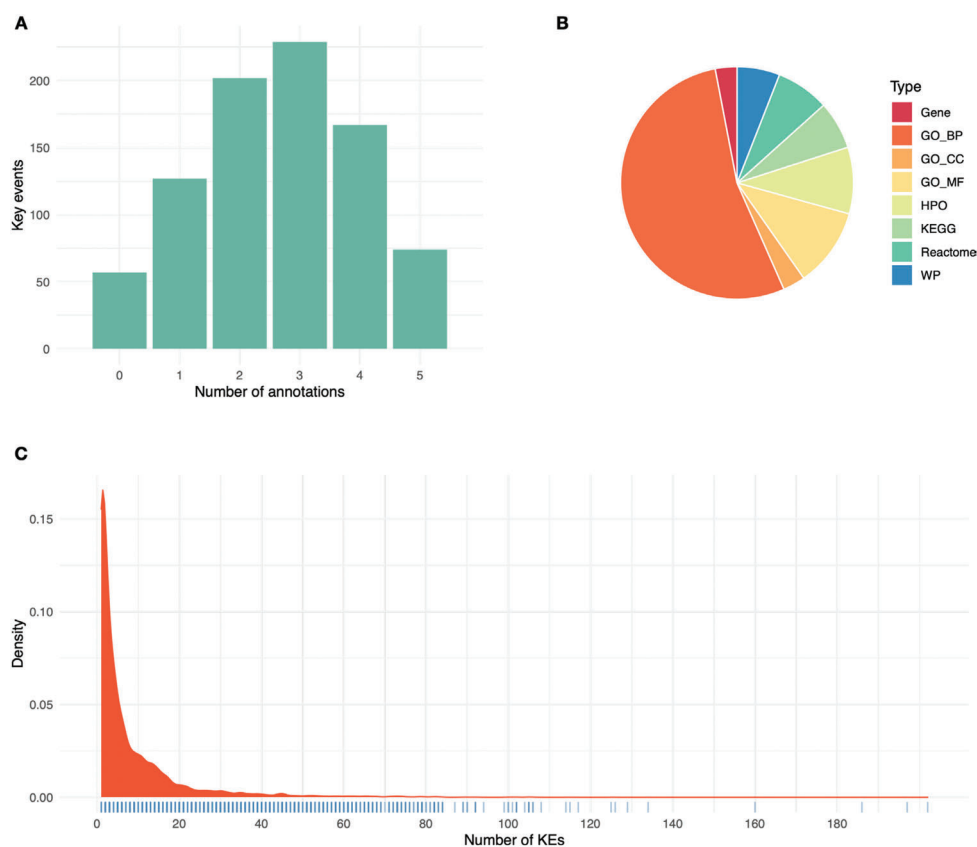 A
B
Key events
200
150
100
50
0
0 1 2 3 4 5
Number of annotations
Type
Gene
GO_BP
GO_CC
GO_MF
HPO
KEGG
Reactome
WP
C
Density
0.15
0.10
0.05
0.00
0 20 40 60 80 100 120 140 160 180
Number of KEs